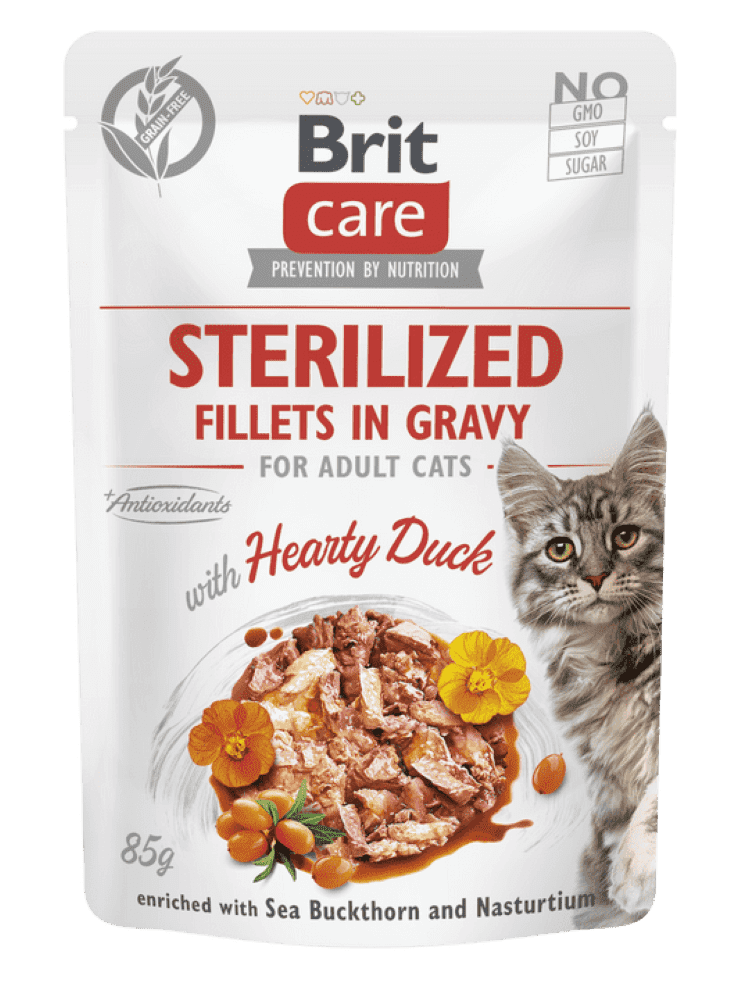 GRAIN-FREE
Brit
care
PREVENTION BY NUTRITION
NO
GMO
SOY
SUGAR
STERILIZED
FILLETS IN GRAVY
FOR ADULT CATS
+Antioxidants
with Hearty Duck
85g
enriched with Sea Buckthorn and Nasturtium